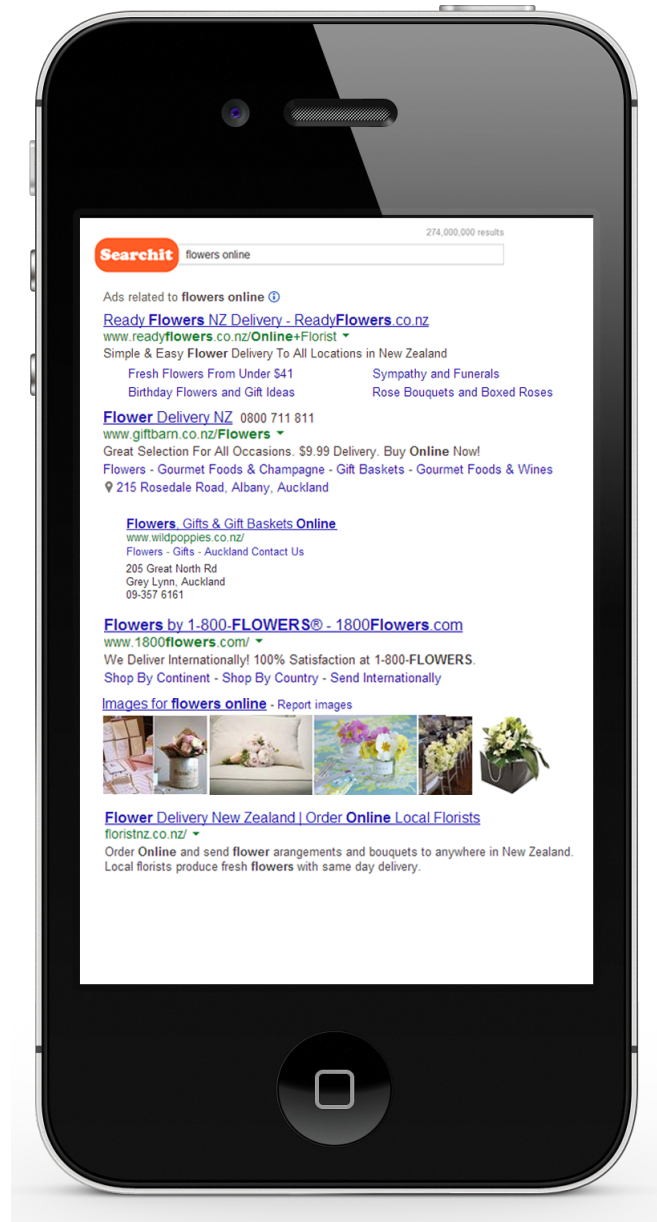 274,000,000 results
Searchit
flowers online
Ads related to flowers online
Ready Flowers NZ Delivery - ReadyFlowers.co.nz
www.readyflowers.co.nz/Online+Florist
Simple & Easy Flower Delivery To All Locations in New Zealand
Fresh Flowers From Under $41 Sympathy and Funerals
Birthday Flowers and Gift Ideas Rose Bouquets and Boxed Roses
Flower Delivery NZ 0800 711 811
www.giftbarn.co.nz/Flowers
Great Selection For All Occasions. $9.99 Delivery. Buy Online Now!
Flowers - Gourmet Foods & Champagne - Gift Baskets - Gourmet Foods & Wines
215 Rosedale Road, Albany, Auckland
Flowers, Gifts & Gift Baskets Online
www.wildpoppies.co.nz/
Flowers - Gifts - Auckland Contact Us
205 Great North Rd
Grey Lynn, Auckland
09-357 6161
Flowers by 1-800-FLOWERS® - 1800Flowers.com
www.1800flowers.com/
We Deliver Internationally! 100% Satisfaction at 1-800-FLOWERS.
Shop By Continent - Shop By Country - Send Internationally
Images for flowers online - Report images
Flower Delivery New Zealand | Order Online Local Florists
floristnz.co.nz/
Order Online and send flower arangements and bouquets to anywhere in New Zealand.
Local florists produce fresh flowers with same day delivery.